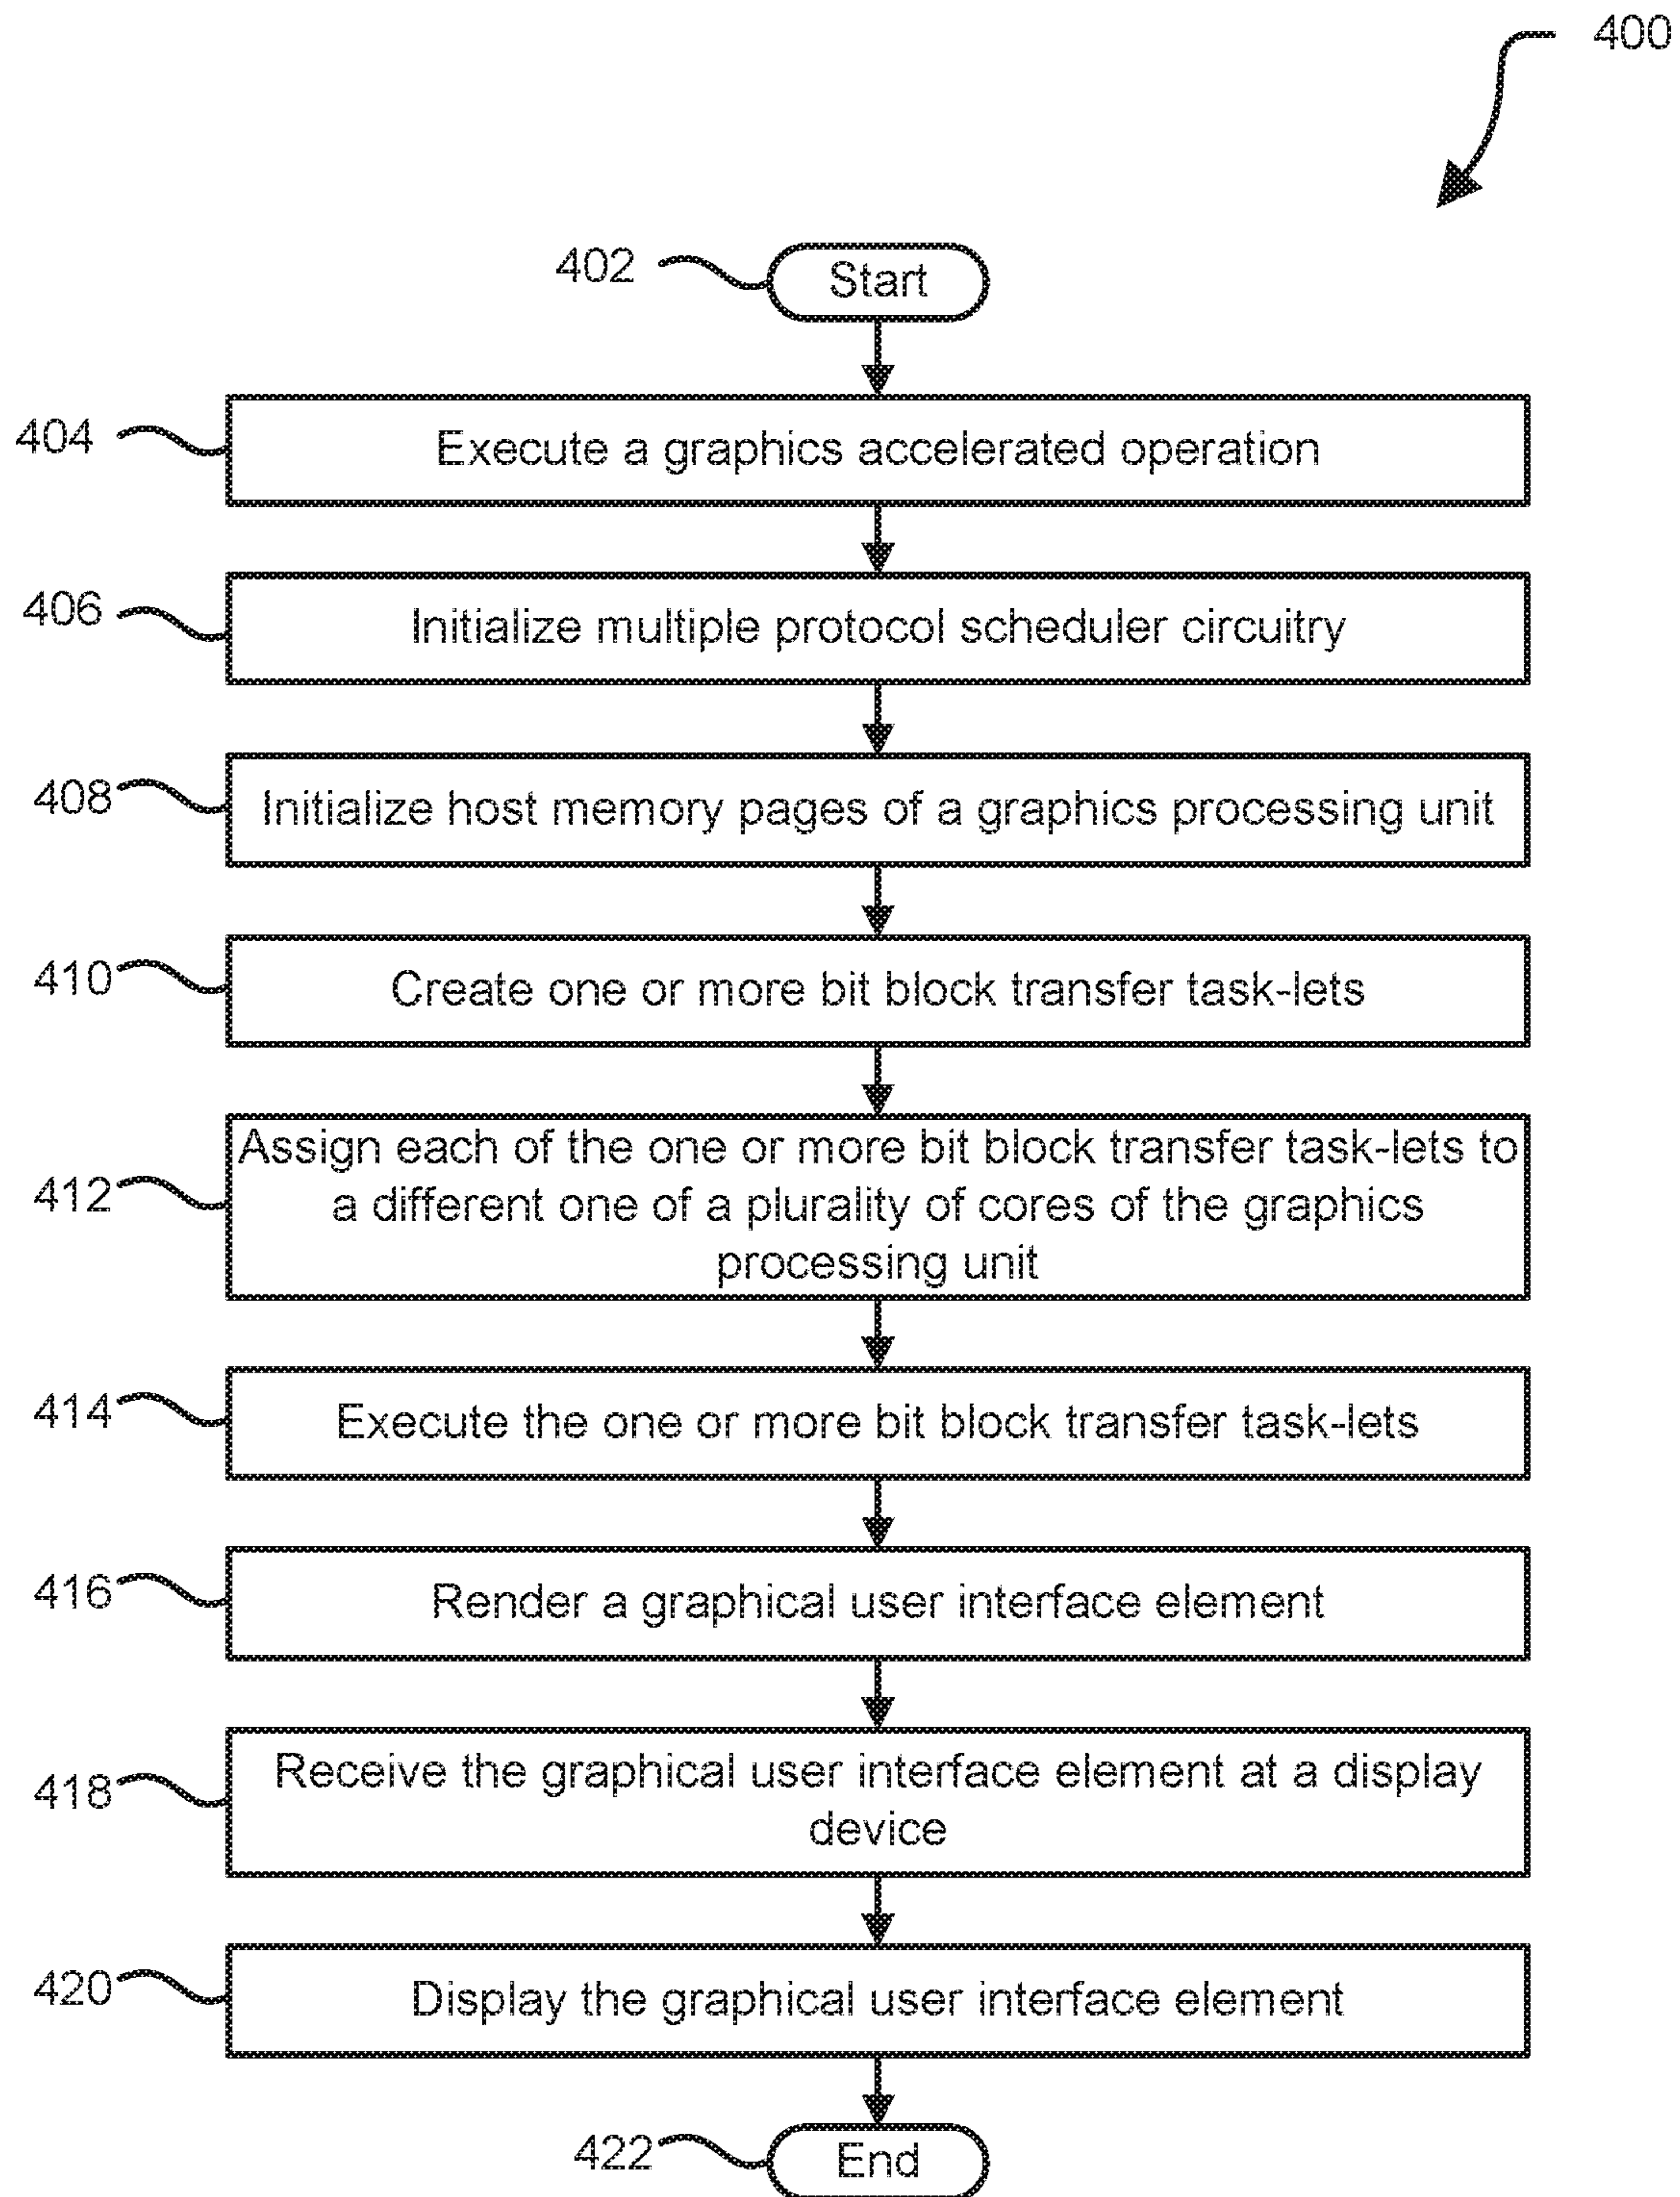 400
402 Start
404 Execute a graphics accelerated operation
406 Initialize multiple protocol scheduler circuitry
408 Initialize host memory pages of a graphics processing unit
410 Create one or more bit block transfer task-lets
Assign each of the one or more bit block transfer task-lets to
412 a different one of a plurality of cores of the graphics
processing unit
414 Execute the one or more bit block transfer task-lets
416 Render a graphical user interface element
418 Receive the graphical user interface element at a display
device
420 Display the graphical user interface element
422 End